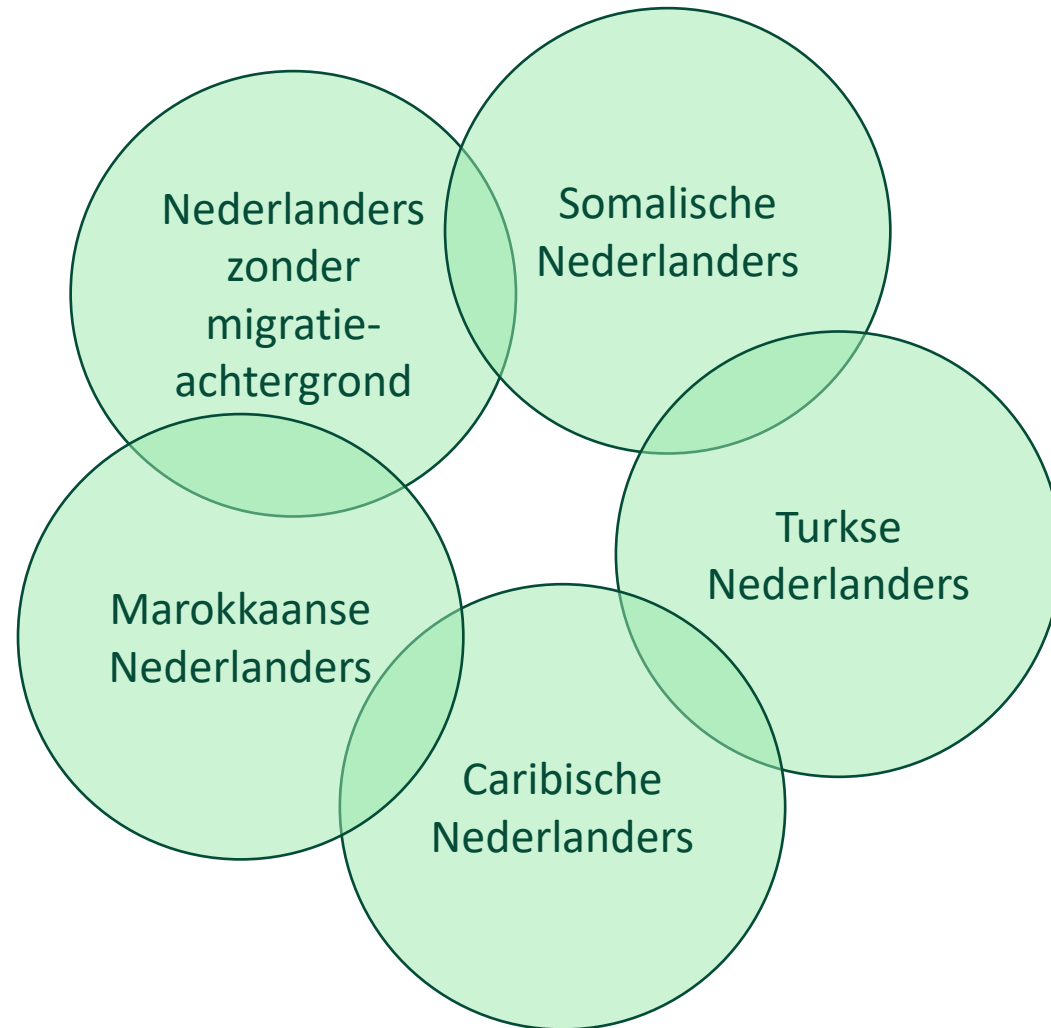 Nederlanders
zonder
migratie-
achtergrond
Somalische
Nederlanders
Turkse
Nederlanders
Marokkaanse
Nederlanders
Caribische
Nederlanders